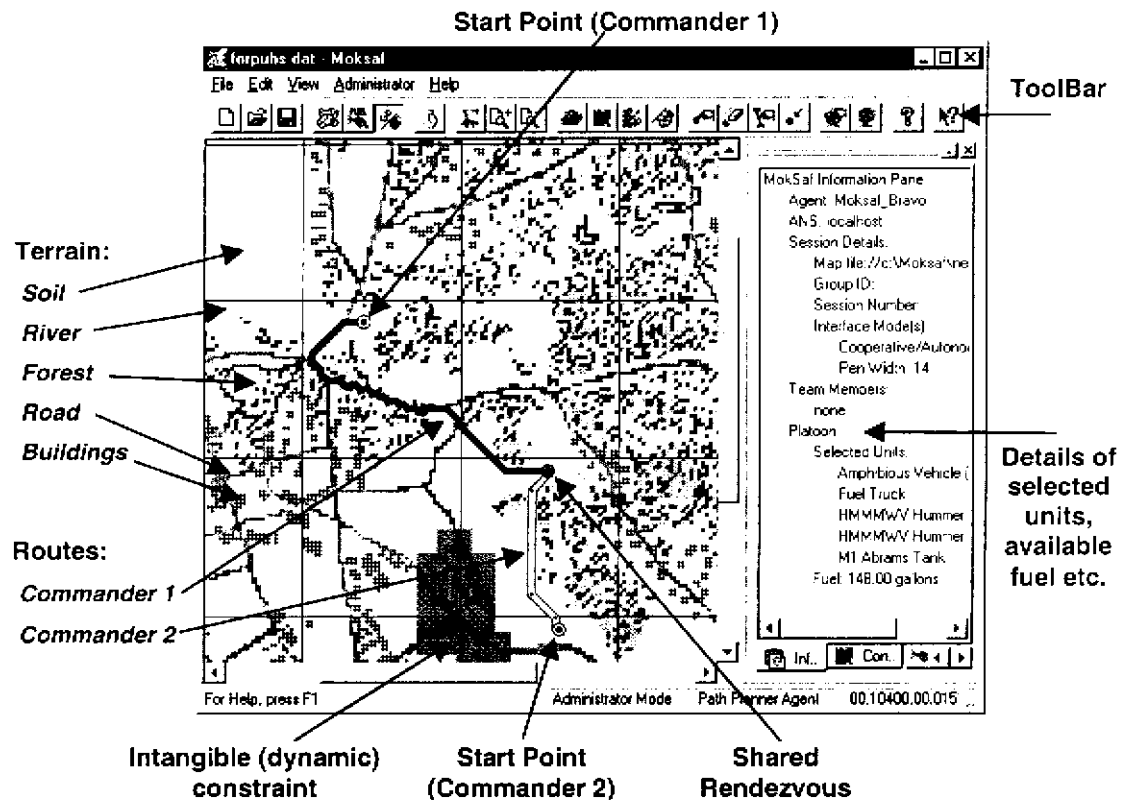 Start Point (Commander 1)
forpubs dat - Moksaf
File Edit View Administrator Help
ToolBar
MokSaf Information Pane
Agent: Moksaf_Bravo
ANS: localhost
Session Details:
Map file://c:\Moksaf\ne
Group ID:
Session Number
Interface Mode(s)
Cooperative/Autono
Pen Width: 14
Team Members:
none
Platoon
Selected Units:
Amphibious Vehicle (
Fuel Truck
HMMMWV Hummer
HMMMWV Hummer
M1 Abrams Tank
Fuel: 148.00 gallons
Inf..
Con..
Terrain:
Soil
River
Forest
Road
Buildings
Routes:
Commander 1
Commander 2
Details of
selected
units,
available
fuel etc.
For Help, press F1
Administrator Mode
Path Planner Agent
00.10400.00.015
Intangible (dynamic)
constraint
Start Point
(Commander 2)
Shared
Rendezvous